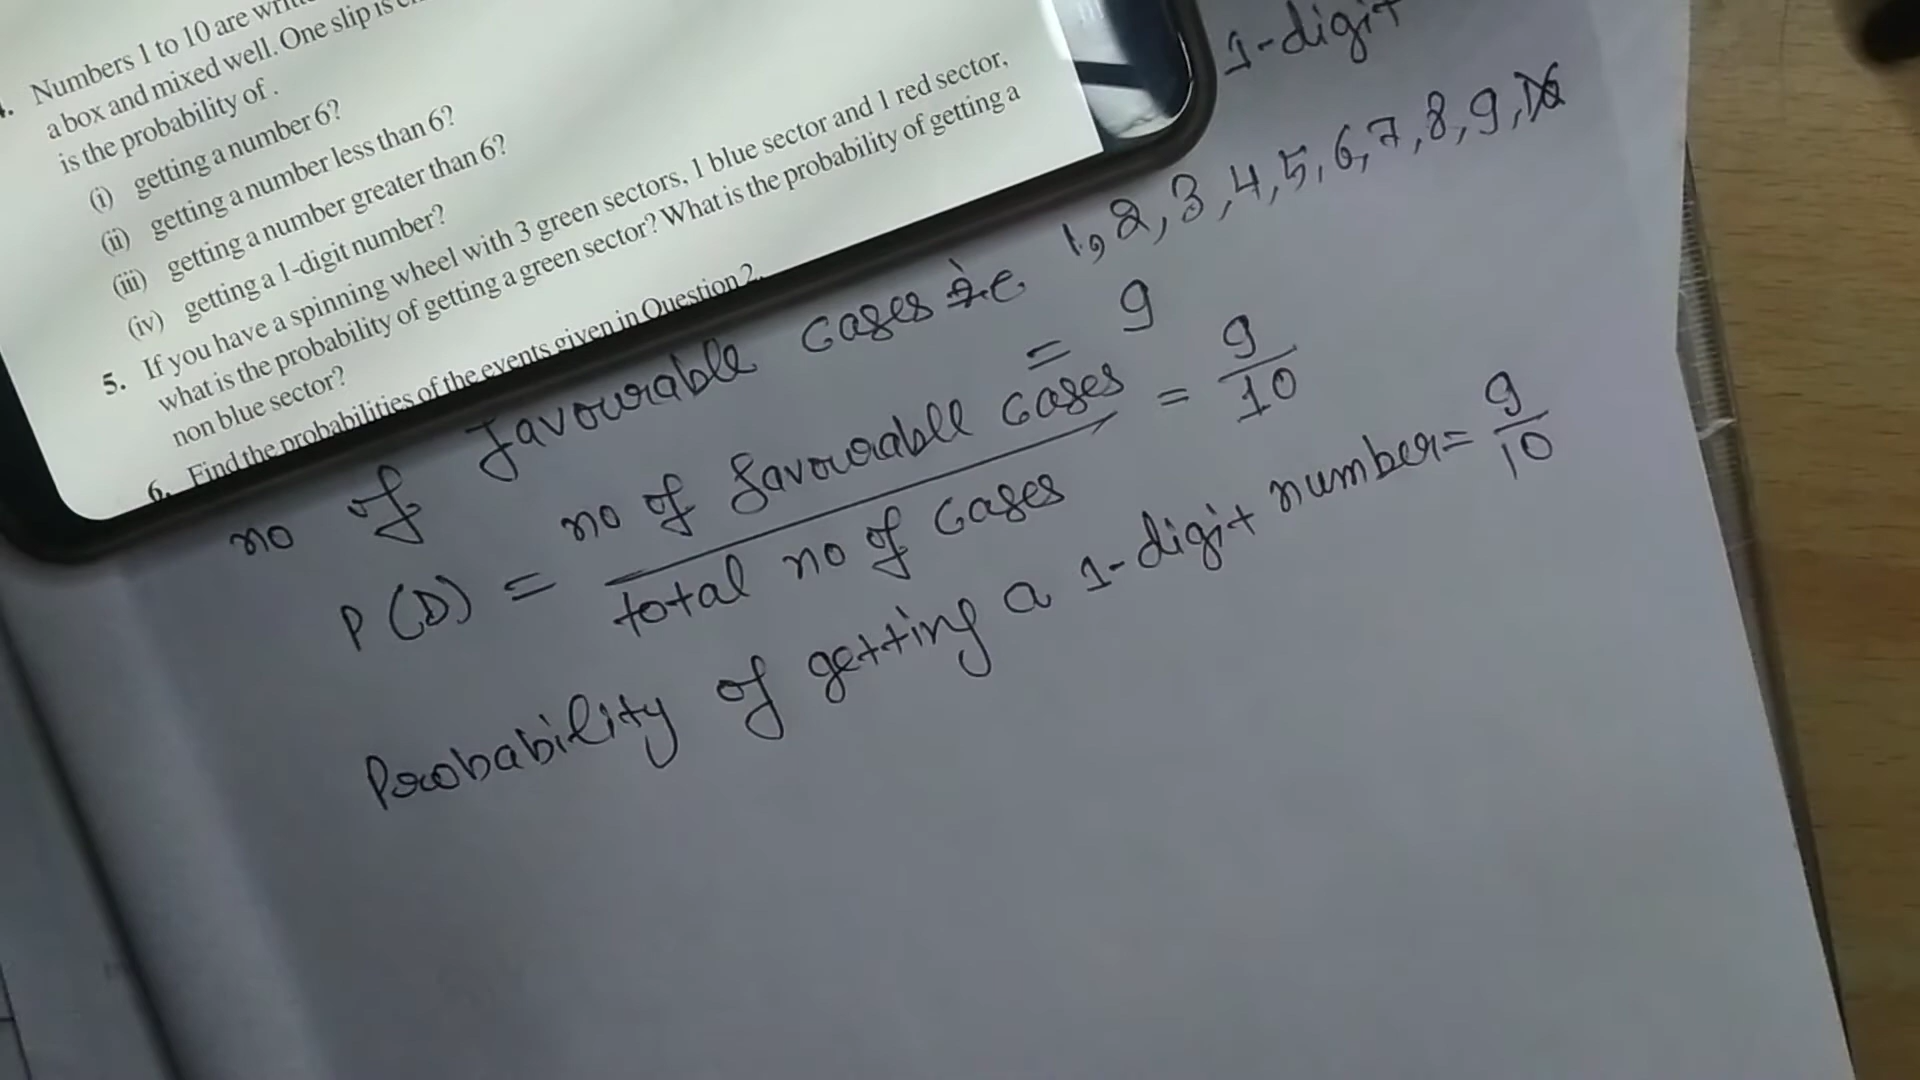 Numbers 1 to 10 are
a box and mixed well. One slip is
is the probability of .
(i) getting a number 6?
(ii) getting a number less than 6?
(iii) getting a number greater than 6?
(iv) getting a 1-digit number?
5. If you have a spinning wheel with 3 green sectors, 1 blue sector and 1 red sector,
what is the probability of getting a green sector? What is the probability of getting a
non blue sector?
6. Find the probabilities of the events given in Question 2.
1-digit
no of favourable cases i.e. 1, 2, 3, 4, 5, 6, 7, 8, 9, 10
= 9
P(D) = no of favourable cases / total no of cases = 9/10
Probability of getting a 1-digit number = 9/10